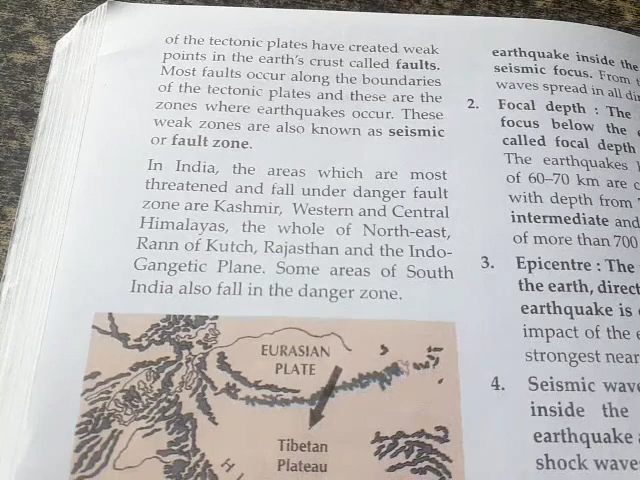 of the tectonic plates have created weak
points in the earth's crust called faults.
Most faults occur along the boundaries
of the tectonic plates and these are the
zones where earthquakes occur. These
weak zones are also known as seismic
or fault zone.
In India, the areas which are most
threatened and fall under danger fault
zone are Kashmir, Western and Central
Himalayas, the whole of North-east,
Rann of Kutch, Rajasthan and the Indo-
Gangetic Plane. Some areas of South
India also fall in the danger zone.
EURASIAN
PLATE
Tibetan
Plateau
H
earthquake inside the
seismic focus. From
waves spread in all
2. Focal depth : The
focus below the
called focal depth
The earthquakes
of 60–70 km are
with depth from
intermediate and
of more than 700
3. Epicentre : The
the earth, direct
earthquake is
impact of the
strongest near
4. Seismic wave
inside the
earthquake
shock wave